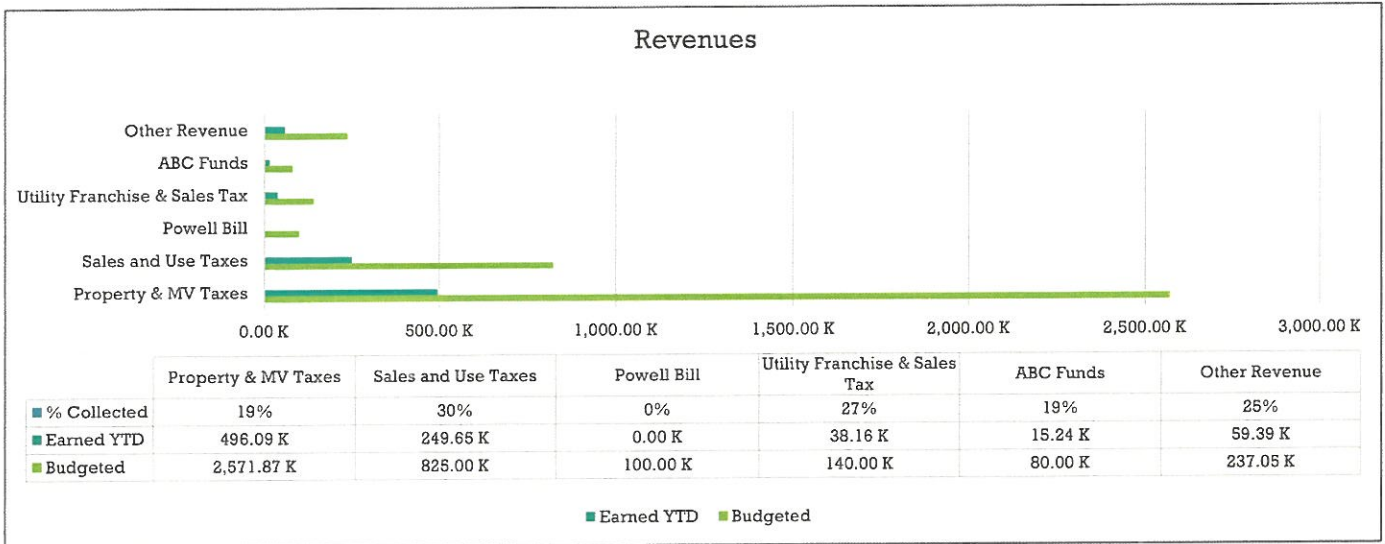 Revenues
Other Revenue
ABC Funds
Utility Franchise & Sales Tax
Powell Bill
Sales and Use Taxes
Property & MV Taxes
0.00 K 500.00 K 1,000.00 K 1,500.00 K 2,000.00 K 2,500.00 K 3,000.00 K
Property & MV Taxes Sales and Use Taxes Powell Bill Utility Franchise & Sales Tax ABC Funds Other Revenue
% Collected 19% 30% 0% 27% 19% 25%
Earned YTD 496.09 K 249.65 K 0.00 K 38.16 K 15.24 K 59.39 K
Budgeted 2,571.87 K 825.00 K 100.00 K 140.00 K 80.00 K 237.05 K
Earned YTD Budgeted